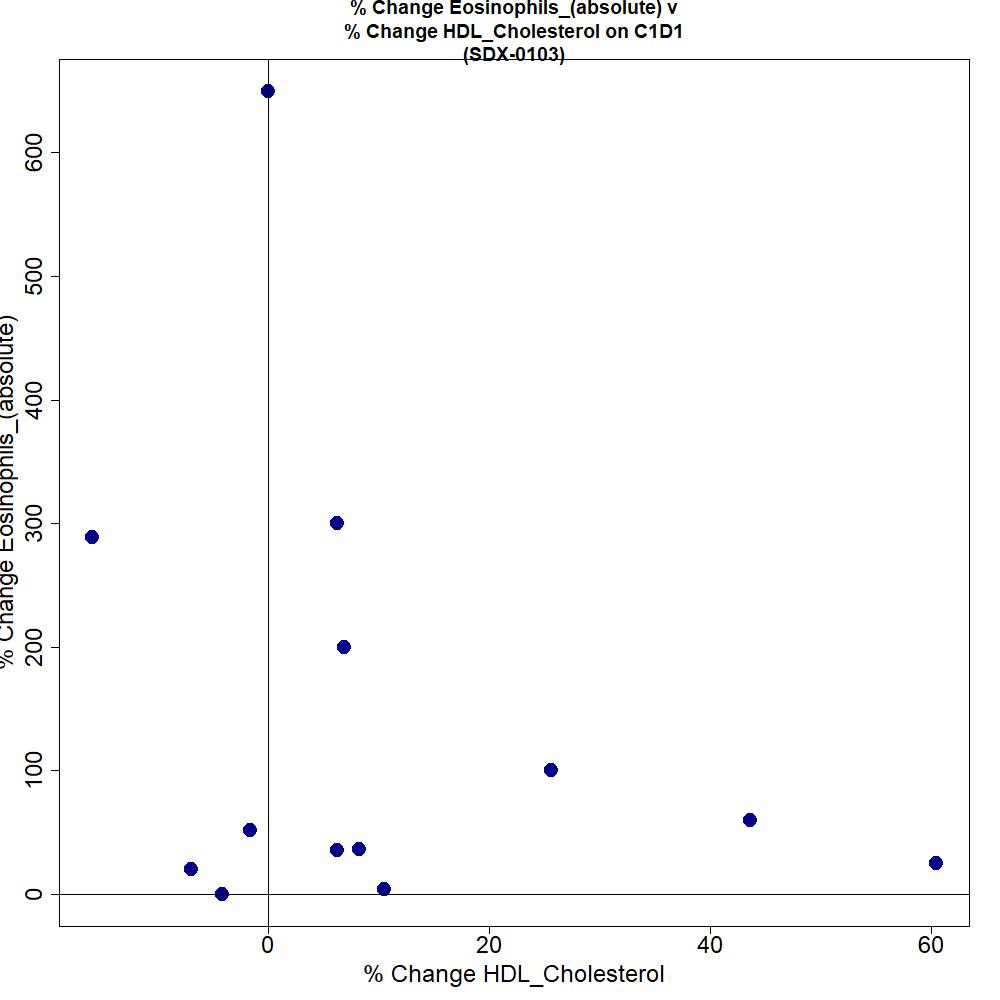 % Change Eosinophils_(absolute) v
% Change HDL_Cholesterol on C1D1
(SDX-0103)
% Change Eosinophils_(absolute)
600
500
400
300
200
100
0
0
20
40
60
% Change HDL_Cholesterol